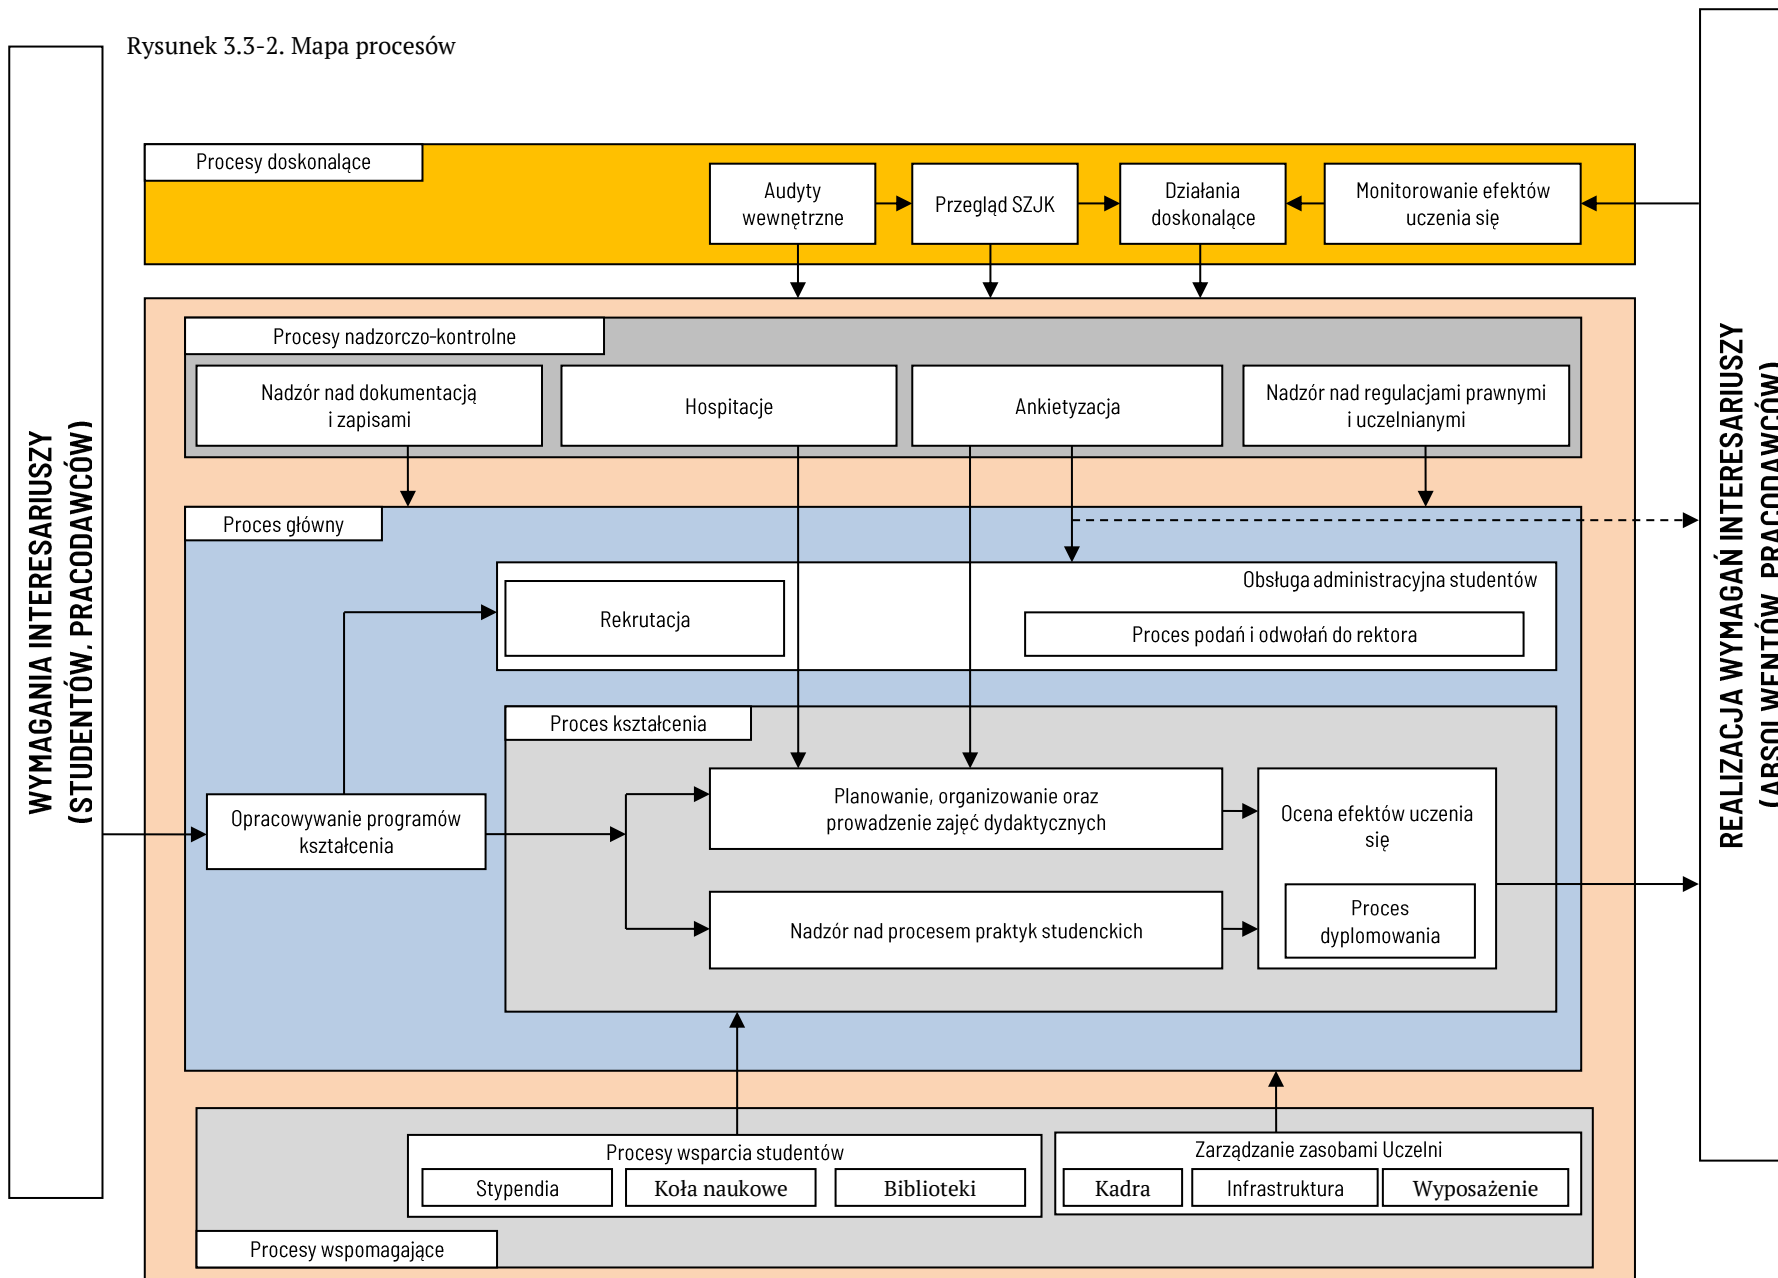 Rysunek 3.3-2. Mapa procesów
WYMAGANIA INTERESARIUSZY
(STUDENTÓW, PRACODAWCÓW)
Procesy doskonalące
Audyty
wewnętrzne
Przegląd SZJK
Działania
doskonalące
Monitorowanie efektów
uczenia się
Procesy nadzorczo-kontrolne
Nadzór nad dokumentacją
i zapisami
Hospitacje
Ankietyzacja
Nadzór nad regulacjami prawnymi
i uczelnianymi
Proces główny
Obsługa administracyjna studentów
Rekrutacja
Proces podań i odwołań do rektora
Proces kształcenia
Opracowywanie programów
kształcenia
Planowanie, organizowanie oraz
prowadzenie zajęć dydaktycznych
Nadzór nad procesem praktyk studenckich
Ocena efektów uczenia
się
Proces
dyplomowania
Procesy wsparcia studentów
Stypendia
Koła naukowe
Biblioteki
Zarządzanie zasobami Uczelni
Kadra
Infrastruktura
Wyposażenie
Procesy wspomagające
REALIZACJA WYMAGAŃ INTERESARIUSZY
(ABSOLWENTÓW, PRACODAWCÓW)